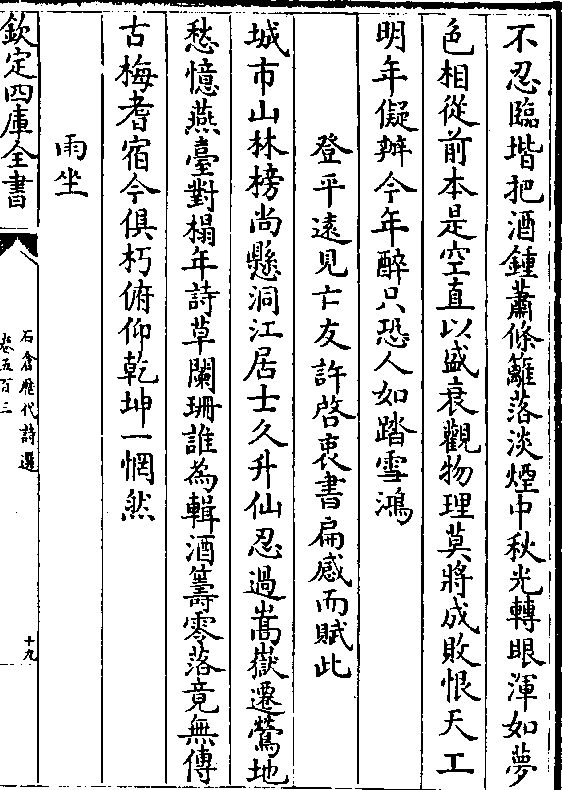 不忍臨堦把酒鍾蕭條籬落淡煙中秋光轉眼渾如夢
色相從前本是空直以盛衰觀物理莫將成敗恨天工
明年儗辦今年醉只恐人如踏雪鴻
登平遠見亡友許啓衷書扁感而賦此
城市山林榜尚懸洞江居士久升仙忍過嵩嶽遷鶯地
愁憶燕臺對榻年詩草闌珊誰為輯酒籌零落竟無傳
古梅耆宿今俱朽俯仰乾坤一惘然
雨坐
欽定四庫全書
石倉歴代詩選
卷五百三
十九